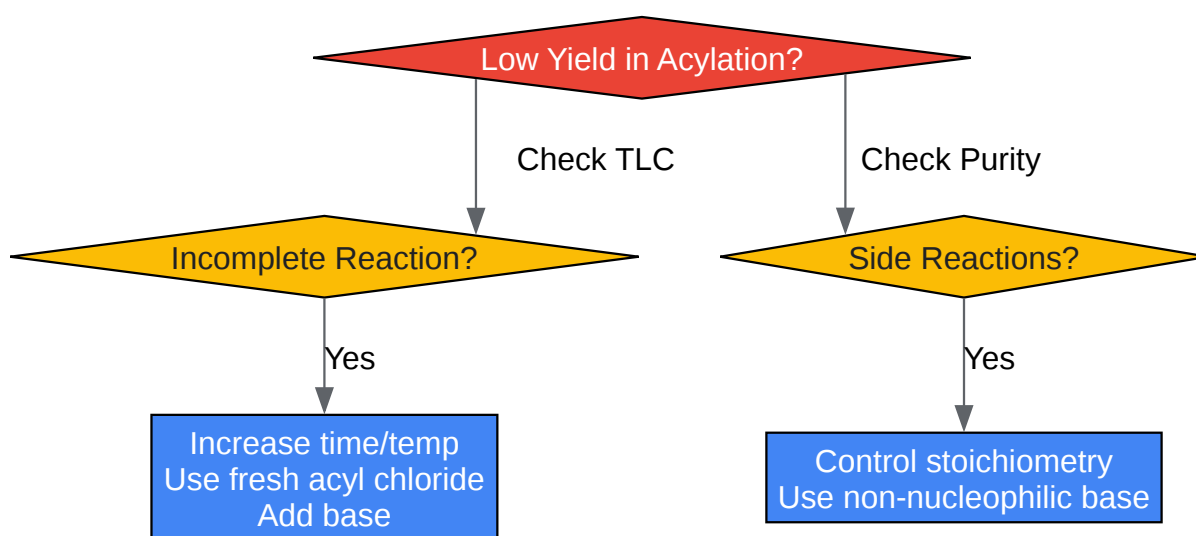 Low Yield in Acylation?
Check TLC
Check Purity
Incomplete Reaction?
Side Reactions?
Yes
Yes
Increase time/temp
Use fresh acyl chloride
Add base
Control stoichiometry
Use non-nucleophilic base